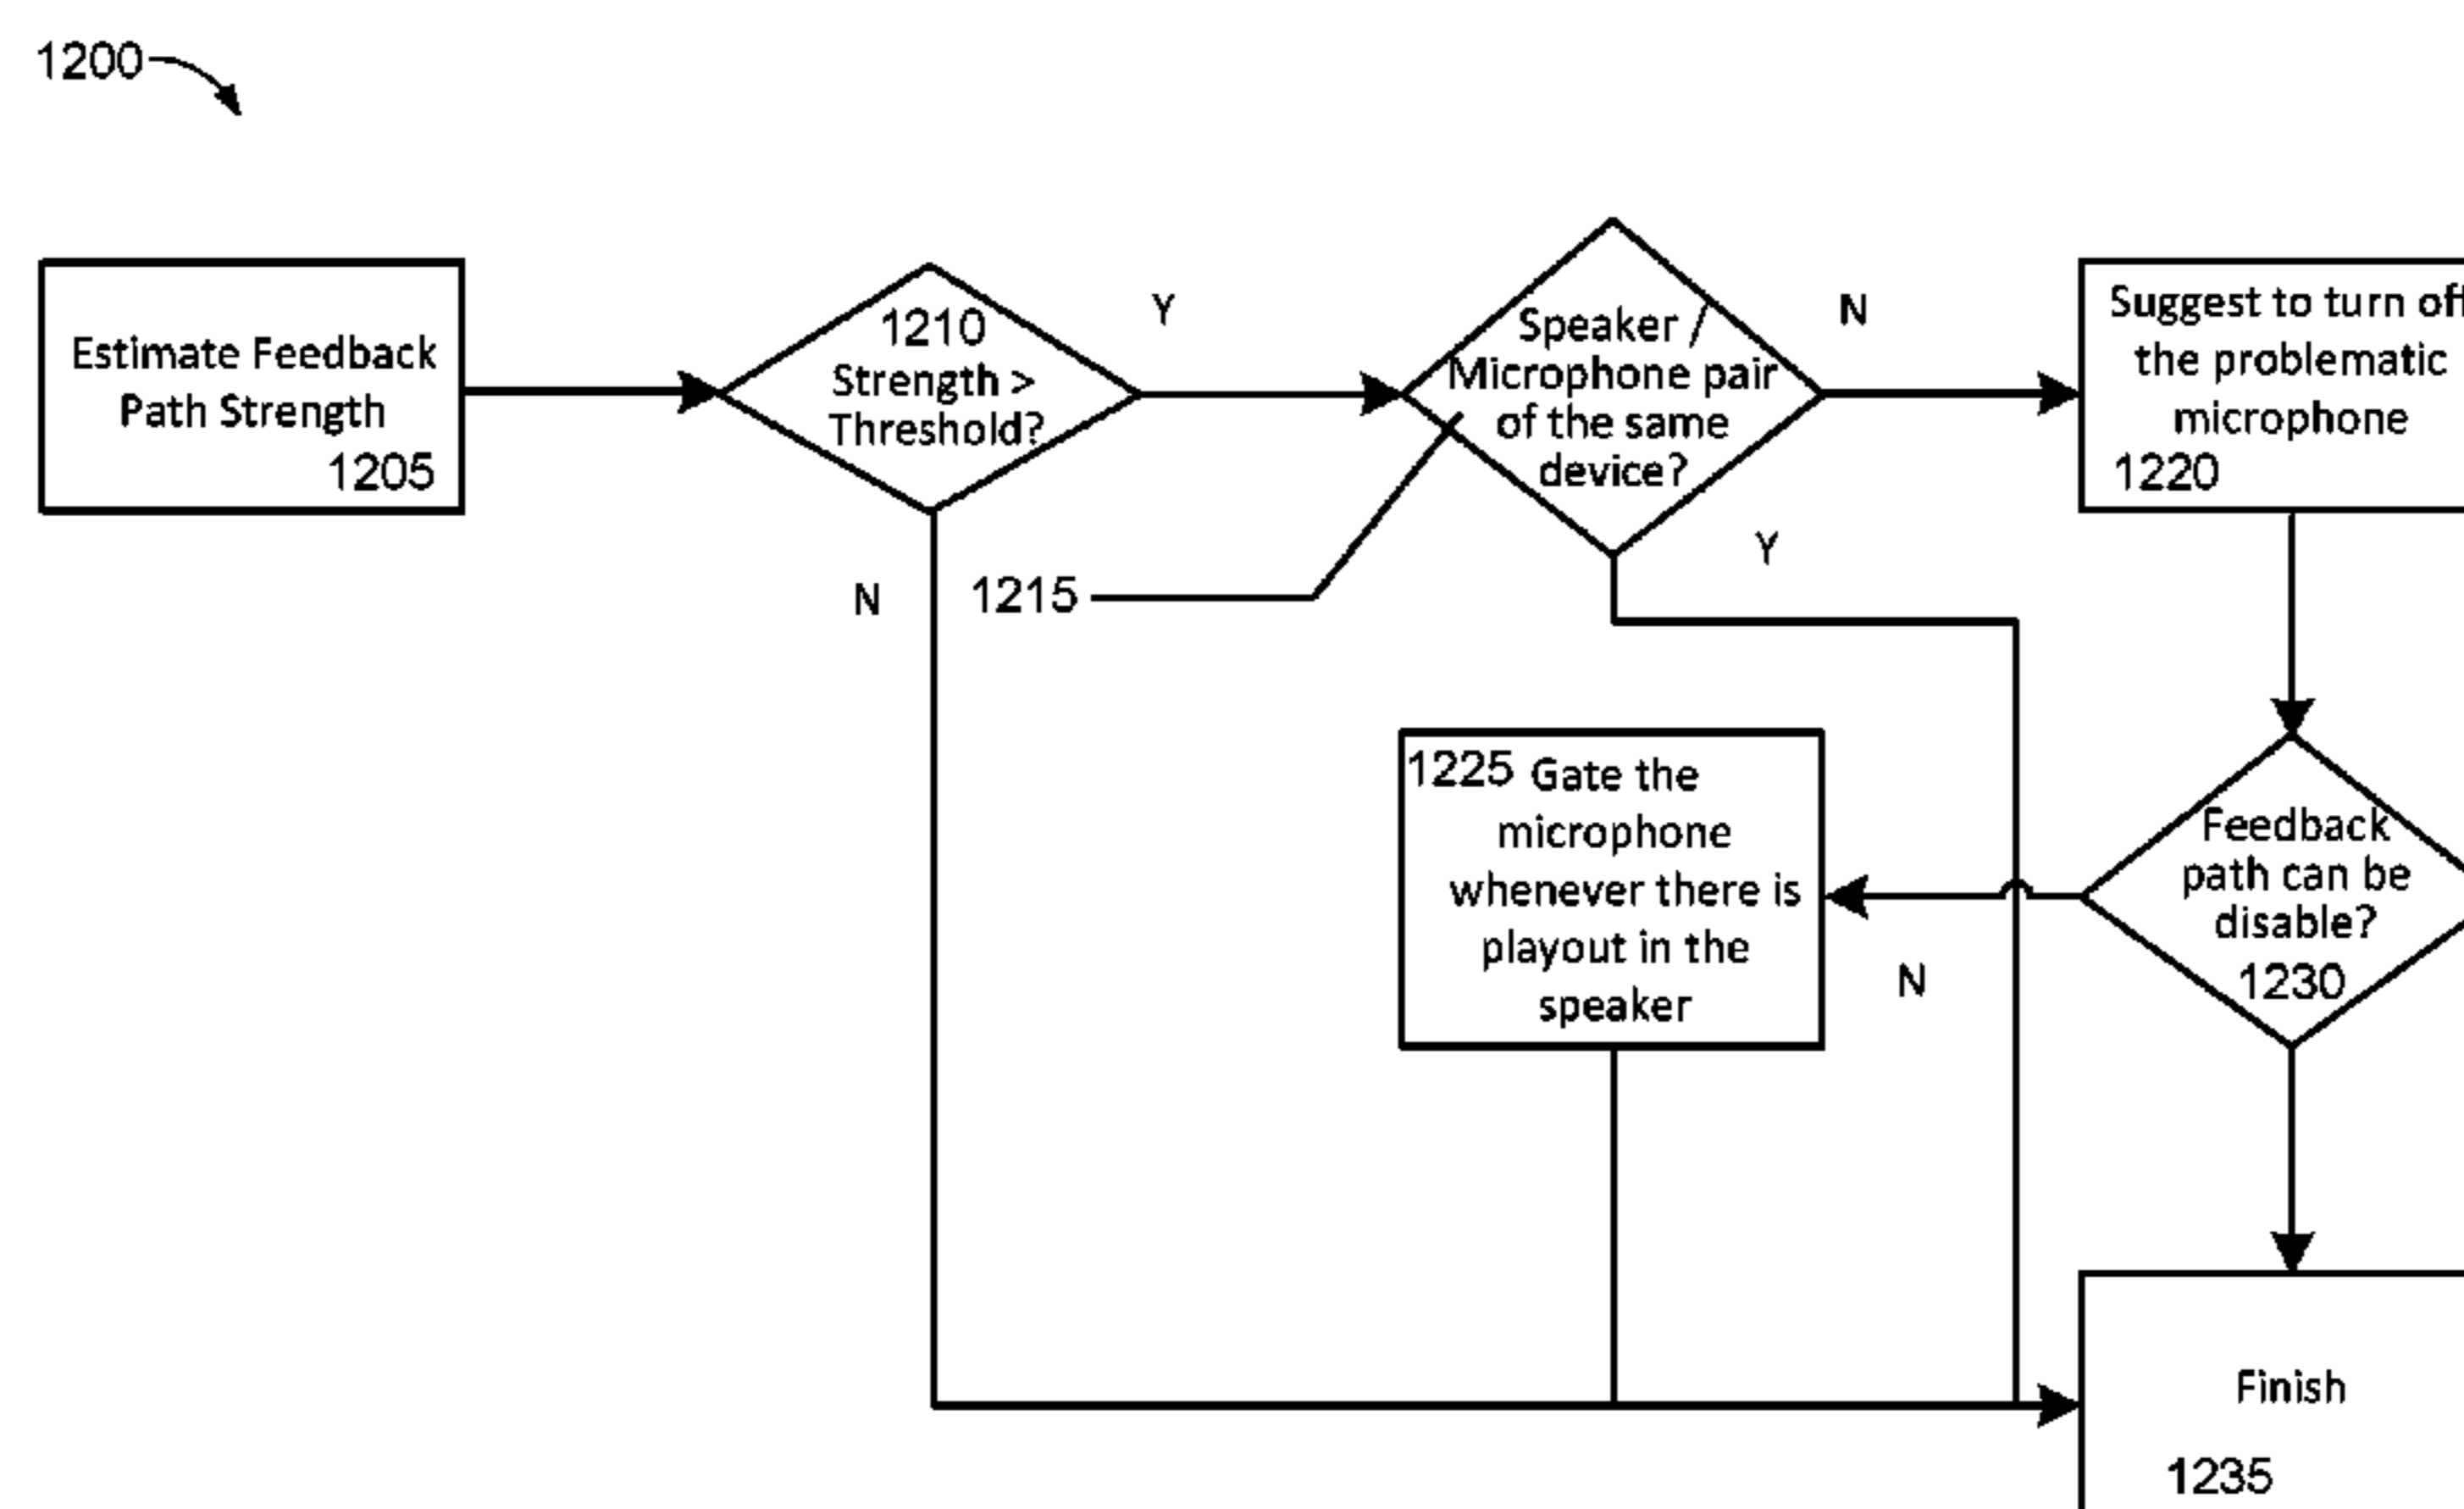 1200
Estimate Feedback
Path Strength
1205
1210
Strength >
Threshold?
Y
N
Speaker /
Microphone pair
of the same
device?
1215
N
Y
Suggest to turn off
the problematic
microphone
1220
1225 Gate the
microphone
whenever there is
playout in the
speaker
Feedback
path can be
disable?
1230
N
Finish
1235